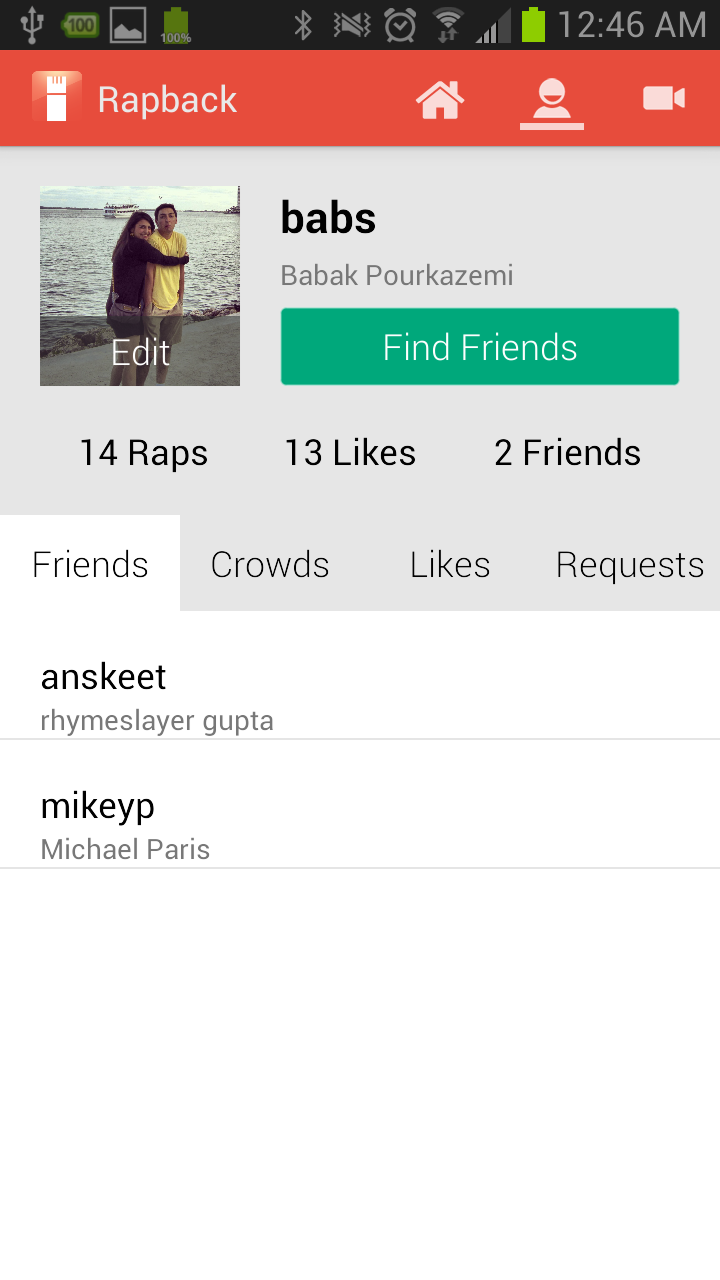 100
100%
12:46 AM
Rapback
babs
Babak Pourkazemi
Edit
Find Friends
14 Raps 13 Likes 2 Friends
Friends Crowds Likes Requests
anskeet
rhymeslayer gupta
mikeyp
Michael Paris